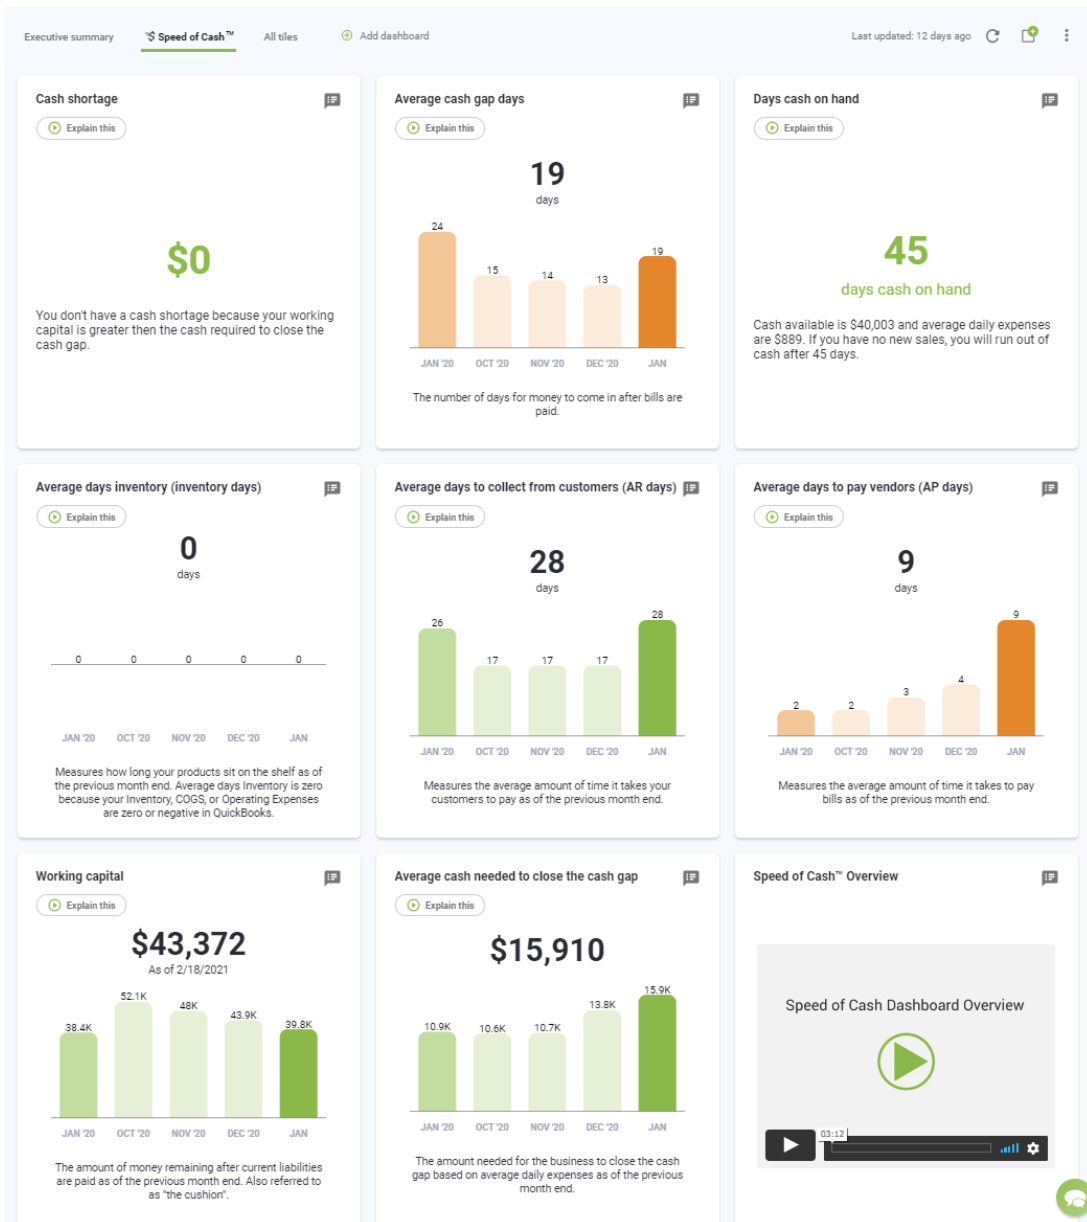 Executive summary
$ Speed of Cash™
All tiles
Add dashboard
Last updated: 12 days ago
Cash shortage
Explain this
$0
You don't have a cash shortage because your working
capital is greater then the cash required to close the
cash gap.
Average cash gap days
Explain this
19
days
24
15
14
13
19
JAN '20
OCT '20
NOV '20
DEC '20
JAN
The number of days for money to come in after bills are
paid.
Days cash on hand
Explain this
45
days cash on hand
Cash available is $40,003 and average daily expenses
are $889. If you have no new sales, you will run out of
cash after 45 days.
Average days inventory (inventory days)
Explain this
0
days
0
0
0
0
0
JAN '20
OCT '20
NOV '20
DEC '20
JAN
Measures how long your products sit on the shelf as of
the previous month end. Average days Inventory is zero
because your Inventory, COGS, or Operating Expenses
are zero or negative in QuickBooks.
Average days to collect from customers (AR days)
Explain this
28
days
26
17
17
17
28
JAN '20
OCT '20
NOV '20
DEC '20
JAN
Measures the average amount of time it takes your
customers to pay as of the previous month end.
Average days to pay vendors (AP days)
Explain this
9
days
2
2
3
4
9
JAN '20
OCT '20
NOV '20
DEC '20
JAN
Measures the average amount of time it takes to pay
bills as of the previous month end.
Working capital
Explain this
$43,372
As of 2/18/2021
38.4K
52.1K
48K
43.9K
39.8K
JAN '20
OCT '20
NOV '20
DEC '20
JAN
The amount of money remaining after current liabilities
are paid as of the previous month end. Also referred to
as "the cushion".
Average cash needed to close the cash gap
Explain this
$15,910
10.9K
10.6K
10.7K
13.8K
15.9K
JAN '20
OCT '20
NOV '20
DEC '20
JAN
The amount needed for the business to close the cash
gap based on average daily expenses as of the previous
month end.
Speed of Cash™ Overview
Speed of Cash Dashboard Overview
03:12